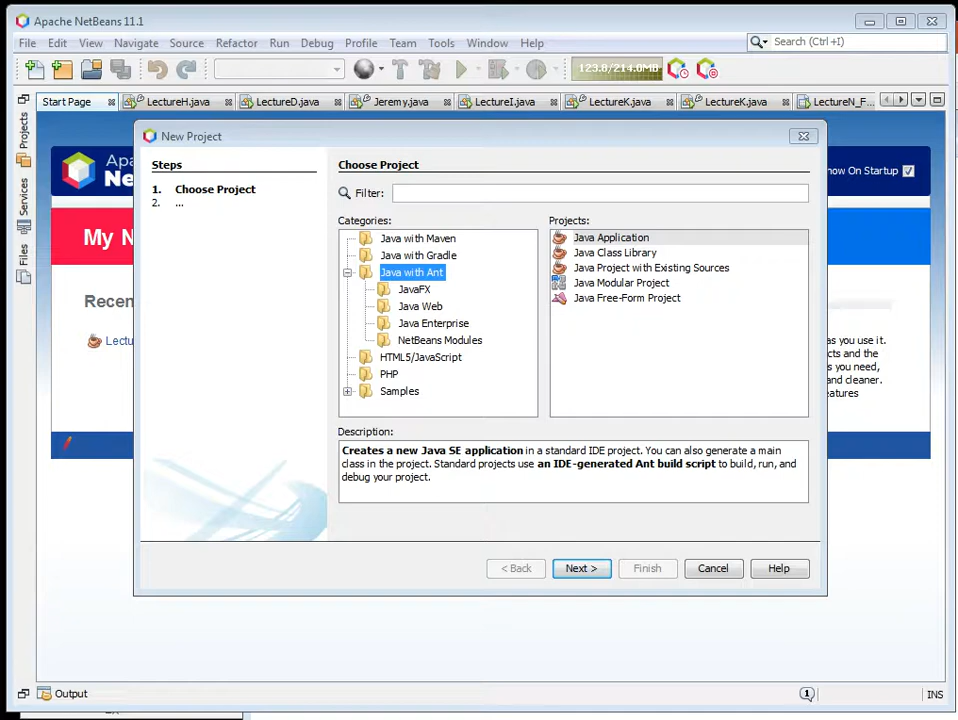 Apache NetBeans 11.1
File Edit View Navigate Source Refactor Run Debug Profile Team Tools Window Help
Search (Ctrl+I)
123.8/214.0MB
Start Page LectureH.java LectureD.java Jeremy.java LectureI.java LectureK.java LectureK.java LectureN_F...
Projects
Services
Files
New Project
Steps
1. Choose Project
2. ...
Choose Project
Filter:
Categories:
Java with Maven
Java with Gradle
Java with Ant
JavaFX
Java Web
Java Enterprise
NetBeans Modules
HTML5/JavaScript
PHP
Samples
Projects:
Java Application
Java Class Library
Java Project with Existing Sources
Java Modular Project
Java Free-Form Project
Description:
Creates a new Java SE application in a standard IDE project. You can also generate a main
class in the project. Standard projects use an IDE-generated Ant build script to build, run, and
debug your project.
< Back Next > Finish Cancel Help
Apa
Ne
how On Startup
My N
Recen
Lectu
as you use it.
cts and the
s you need,
and cleaner.
eatures
Output
1
INS